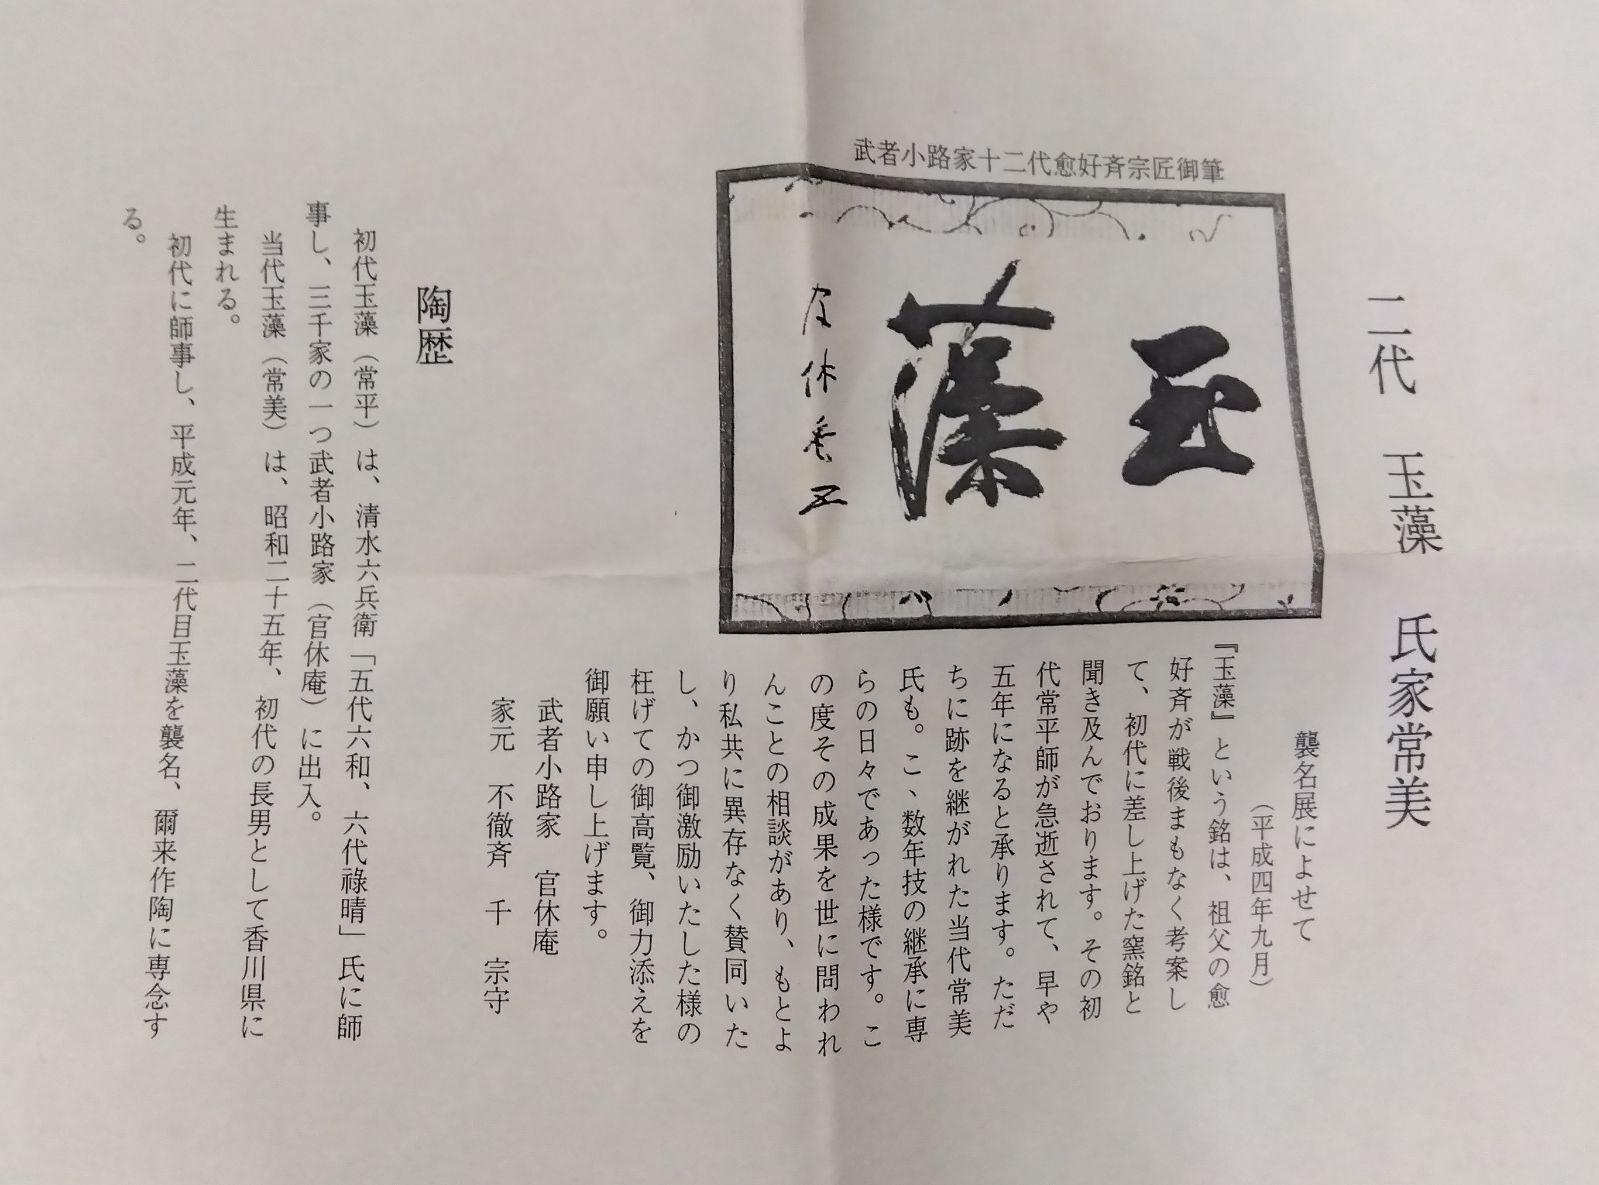 二代 玉藻 氏家常美
武者小路家十二代愈好斉宗匠御筆
玉藻
官休庵
襲名展によせて
(平成四年九月)
『玉藻』という銘は、祖父の愈
好斉が戦後まもなく考案し
て、初代に差し上げた窯銘と
聞き及んでおります。その初
代常平師が急逝されて、早や
五年になると承ります。ただ
ちに跡を継がれた当代常美
氏も。こゝ数年技の継承に専
らの日々であった様です。こ
の度その成果を世に問われ
んことの相談があり、もとよ
り私共に異存なく賛同いた
し、かつ御激励いたした様の
枉げての御高覧、御力添えを
御願い申し上げます。
武者小路家 官休庵
家元 不徹斉 千 宗守
陶歴
初代玉藻(常平)は、清水六兵衛「五代六和、六代祿晴」氏に師
事し、三千家の一つ武者小路家(官休庵)に出入。
当代玉藻(常美)は、昭和二十五年、初代の長男として香川県に
生まれる。
初代に師事し、平成元年、二代目玉藻を襲名、爾来作陶に専念す
る。